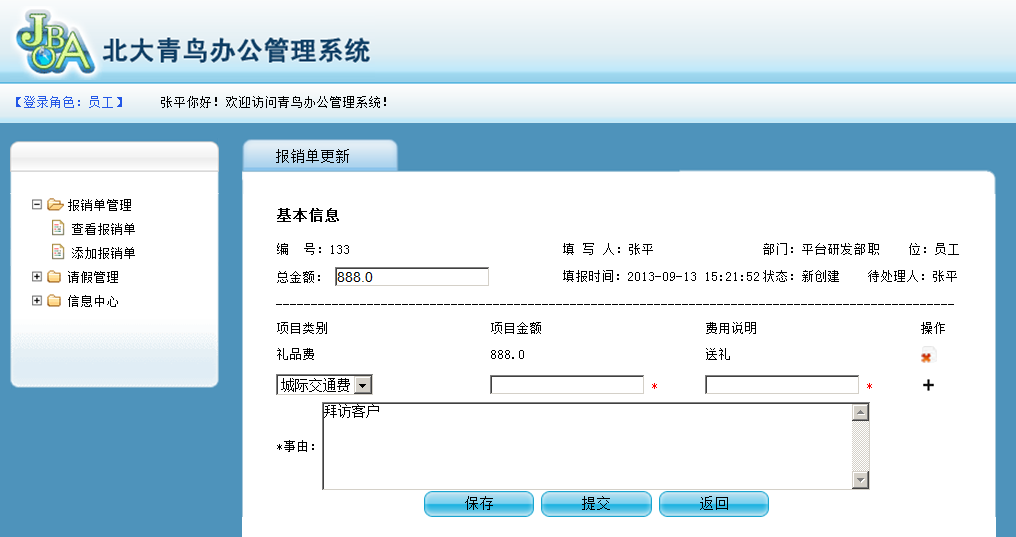 JBOA 北大青鸟办公管理系统
【登录角色：员工】 张平你好！欢迎访问青鸟办公管理系统！
报销单更新
报销单管理
查看报销单
添加报销单
请假管理
信息中心
基本信息
编 号：133 填 写 人：张平 部门：平台研发部 职 位：员工
总金额： 888.0 填报时间：2013-09-13 15:21:52 状态：新创建 待处理人：张平
项目类别 项目金额 费用说明 操作
礼品费 888.0 送礼
城际交通费 * * +
拜访客户
*事由：
保存 提交 返回